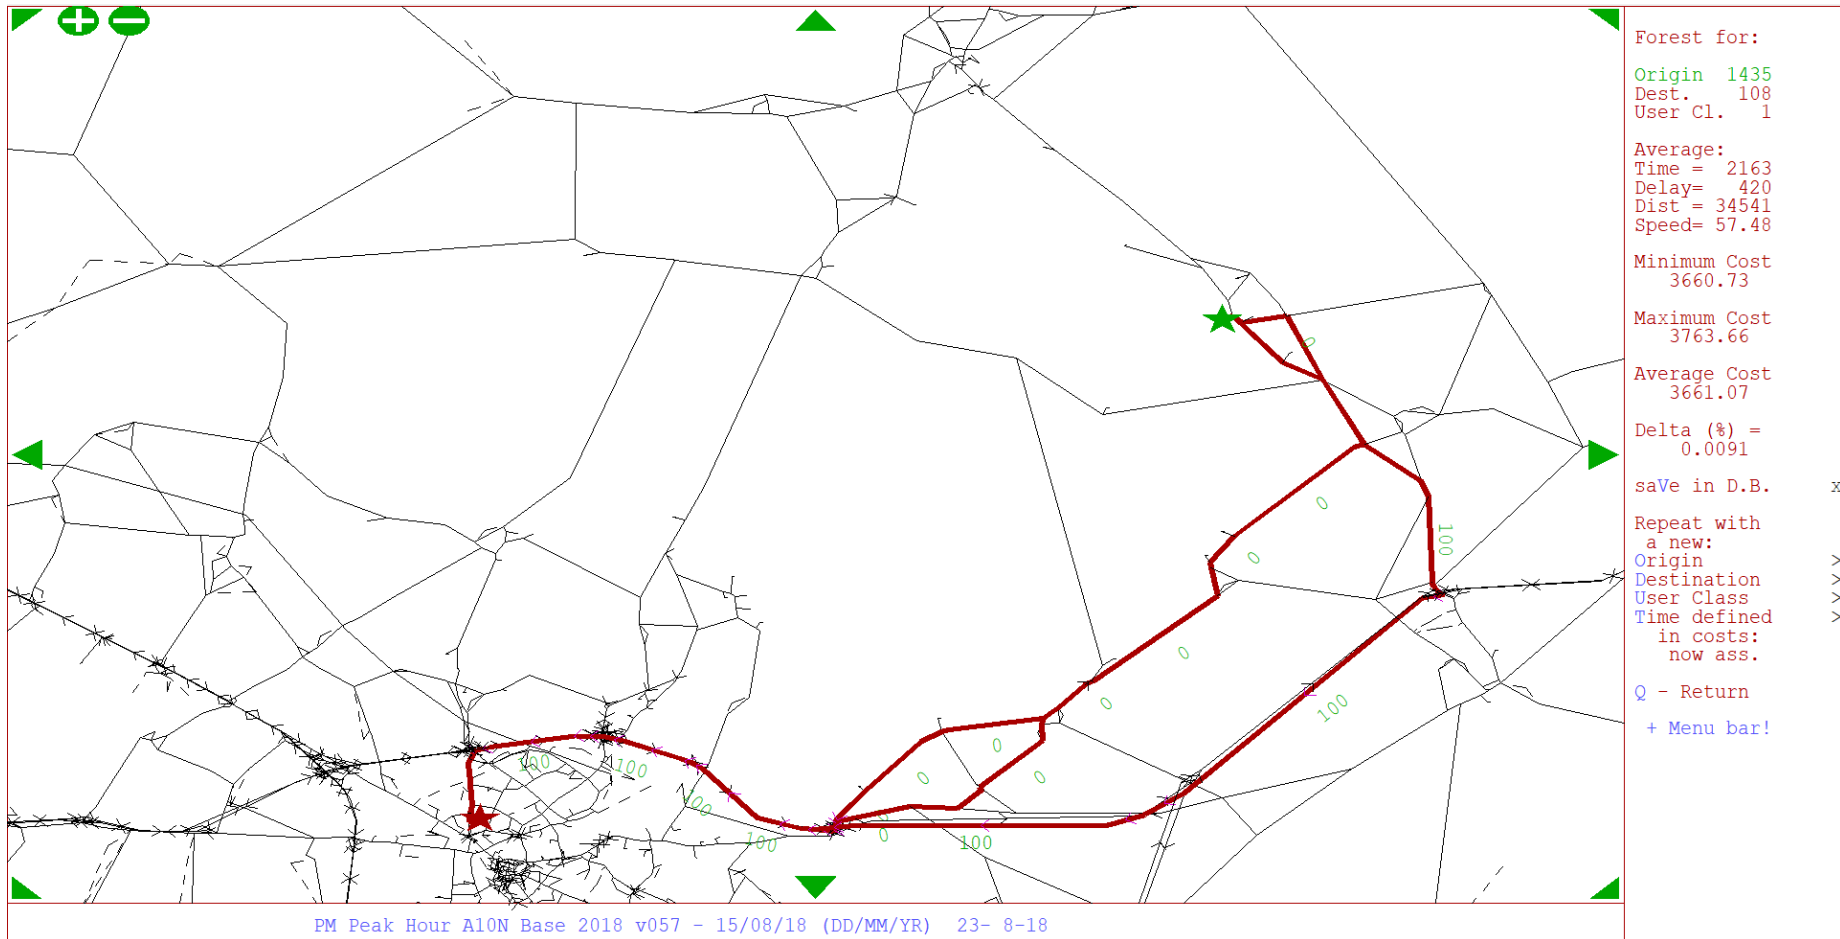 Forest for:
Origin 1435
Dest. 108
User Cl. 1
Average:
Time = 2163
Delay= 420
Dist = 34541
Speed= 57.48
Minimum Cost
3660.73
Maximum Cost
3763.66
Average Cost
3661.07
Delta (%) =
0.0091
saVe in D.B. x
Repeat with
a new:
Origin >
Destination >
User Class >
Time defined >
in costs:
now ass.
Q - Return
+ Menu bar!
0
0
100
0
0
0
100
0
0
0
100
100
100
100
0
100
PM Peak Hour A10N Base 2018 v057 - 15/08/18 (DD/MM/YR) 23- 8-18